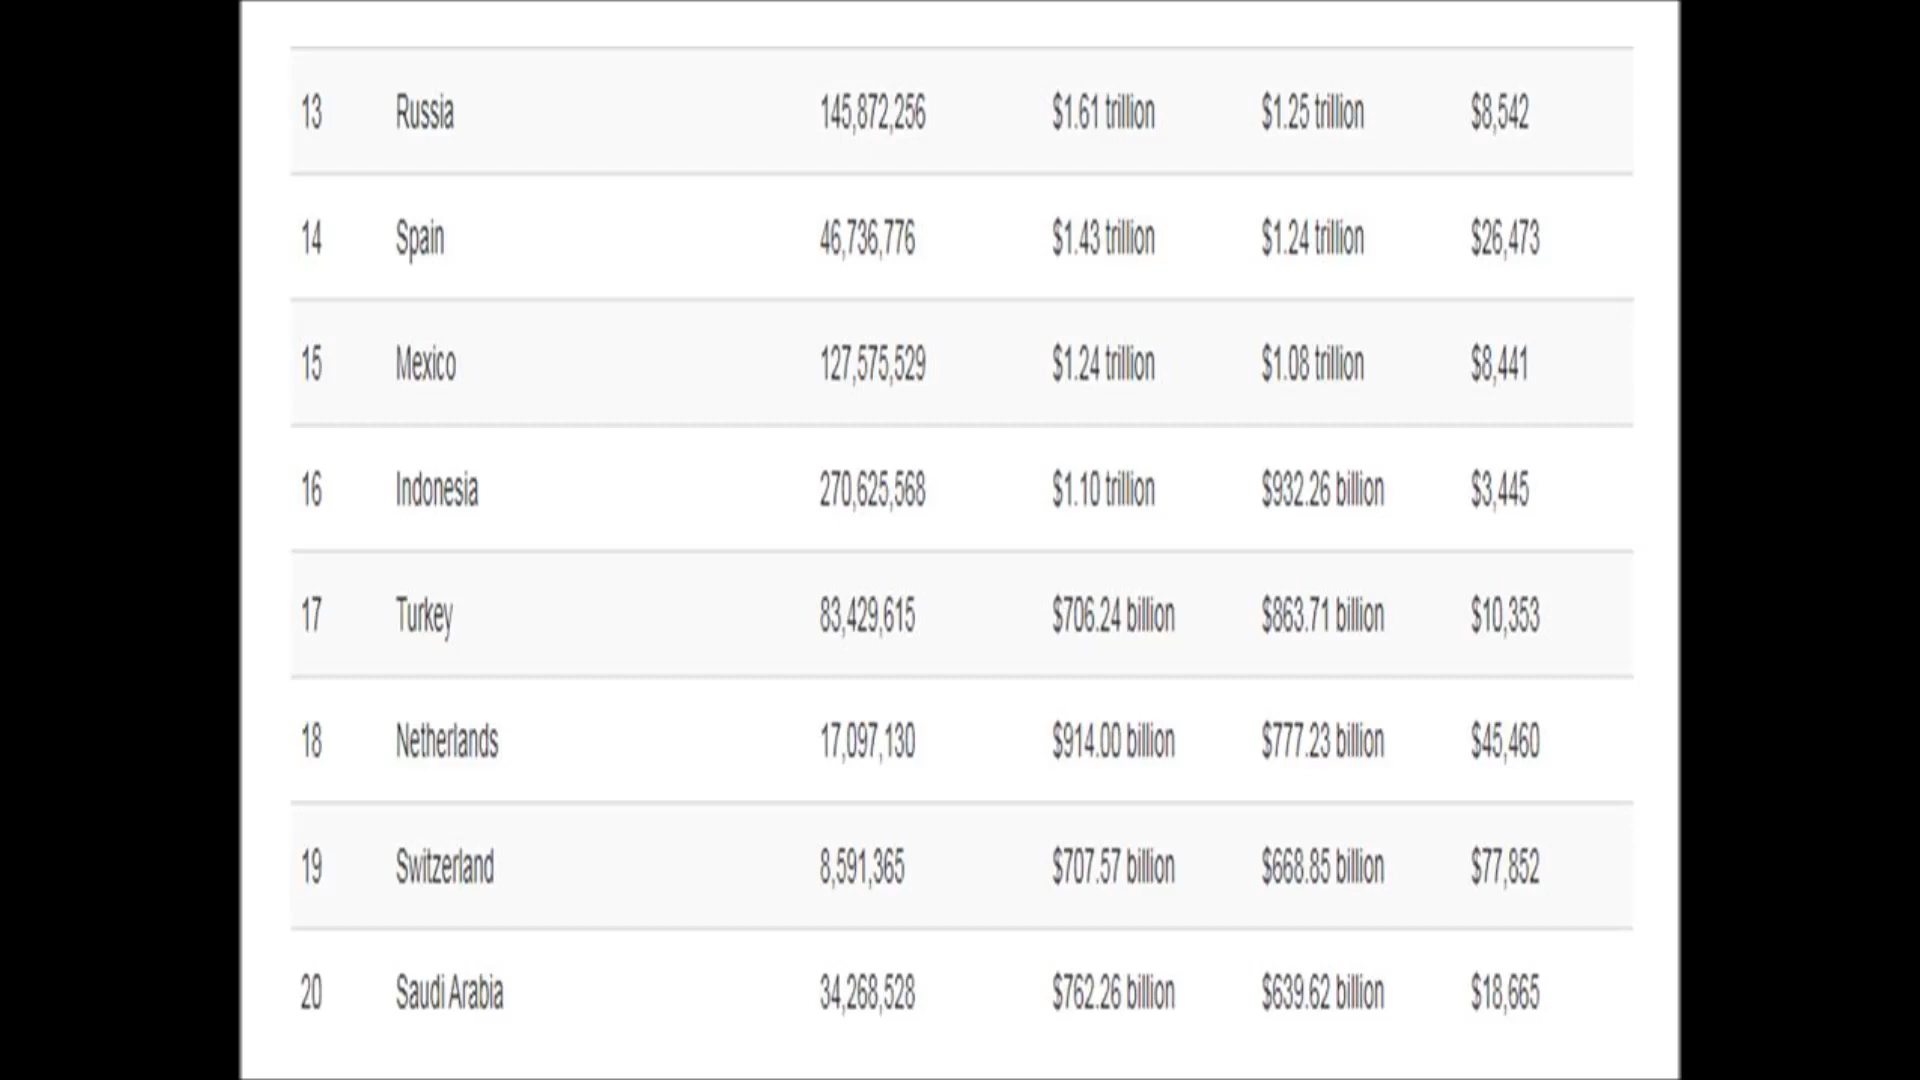 13 Russia 145,872,256 $1.61 trillion $1.25 trillion $8,542
14 Spain 46,736,776 $1.43 trillion $1.24 trillion $26,473
15 Mexico 127,575,529 $1.24 trillion $1.08 trillion $8,441
16 Indonesia 270,625,568 $1.10 trillion $932.26 billion $3,445
17 Turkey 83,429,615 $706.24 billion $863.71 billion $10,353
18 Netherlands 17,097,130 $914.00 billion $777.23 billion $45,460
19 Switzerland 8,591,365 $707.57 billion $668.85 billion $77,852
20 Saudi Arabia 34,268,528 $762.26 billion $639.62 billion $18,665